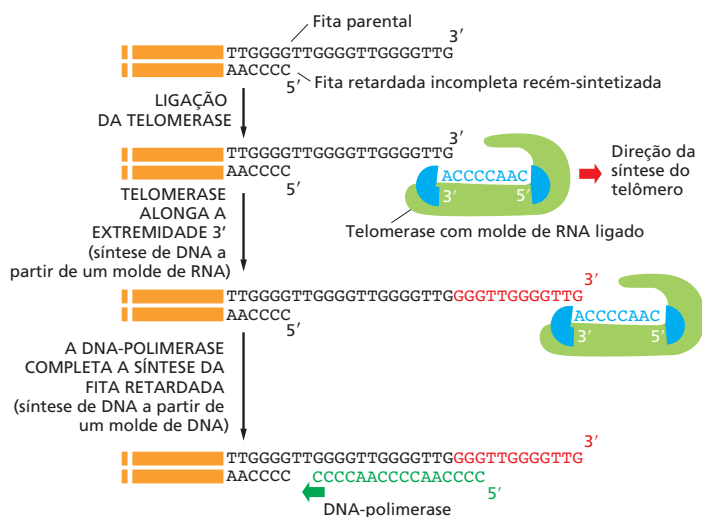 Fita parental
3′
TTGGGGTTGGGGTTGGGGTTG
AACCCC
5′
Fita retardada incompleta recém-sintetizada
LIGAÇÃO
DA TELOMERASE
3′
TTGGGGTTGGGGTTGGGGTTG
AACCCC
5′
ACCCCAAC
3′ 5′
Direção da
síntese do
telômero
Telomerase com molde de RNA ligado
TELOMERASE
ALONGA A
EXTREMIDADE 3′
(síntese de DNA a
partir de um molde de RNA)
3′
TTGGGGTTGGGGTTGGGGTTGGGGTTGGGGTTG
AACCCC
5′
ACCCCAAC
3′ 5′
A DNA-POLIMERASE
COMPLETA A SÍNTESE DA
FITA RETARDADA
(síntese de DNA a partir de
um molde de DNA)
3′
TTGGGGTTGGGGTTGGGGTTGGGGTTGGGGTTG
AACCCC CCCCAACCCCAACCCC
5′
DNA-polimerase